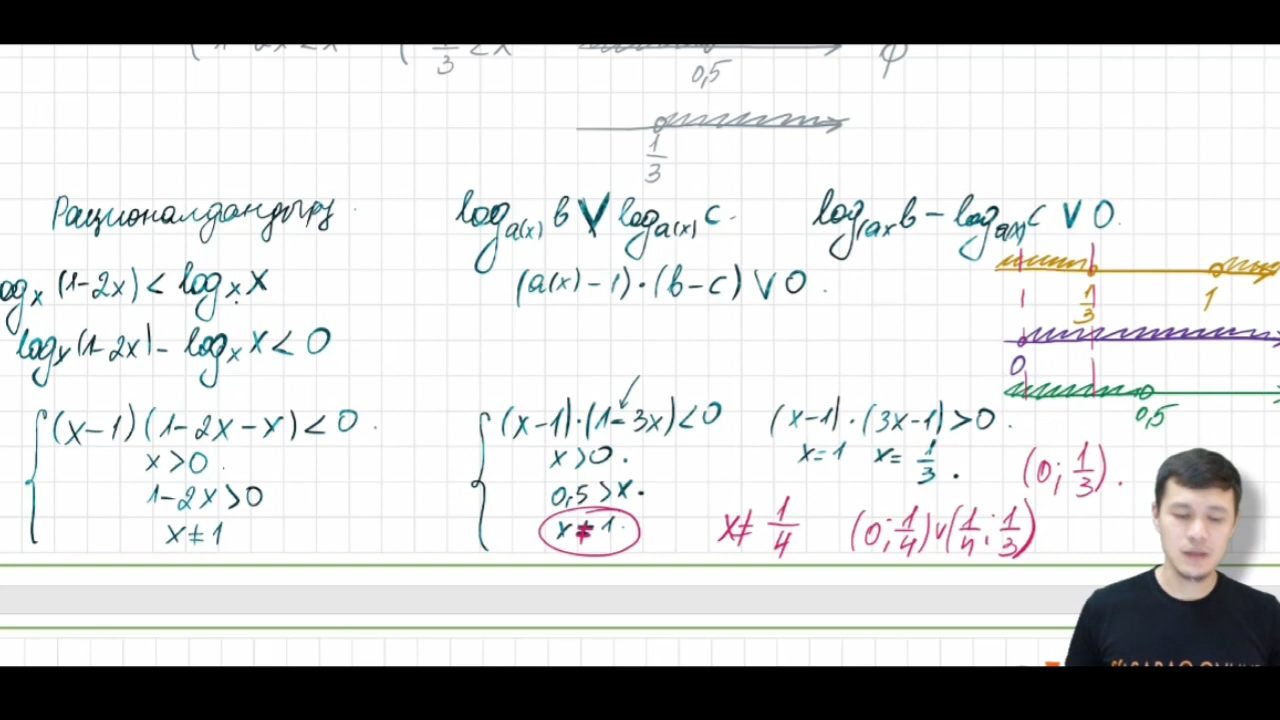 1/3 < x
0,5
1/3
Рационалдандыру.
log_a(x) b V log_a(x) c.
log_a(x) b - log_a(x) c V 0.
log_x (1-2x) < log_x x
(a(x)-1)·(b-c) V 0.
1/3 1
log_x (1-2x) - log_x x < 0
0
0,5
(x-1)(1-2x-x) < 0.
x > 0.
1-2x > 0
x ≠ 1
(x-1)·(1-3x) < 0
x > 0.
0,5 > x.
x ≠ 1.
(x-1)·(3x-1) > 0.
x=1 x=1/3.
(0; 1/3).
x ≠ 1/4
(0; 1/4) ∨ (1/4; 1/3)